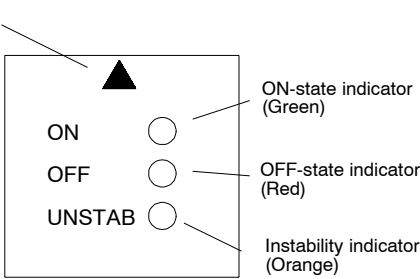 ON-state indicator
(Green)
ON
OFF
OFF-state indicator
(Red)
UNSTAB
Instability indicator
(Orange)